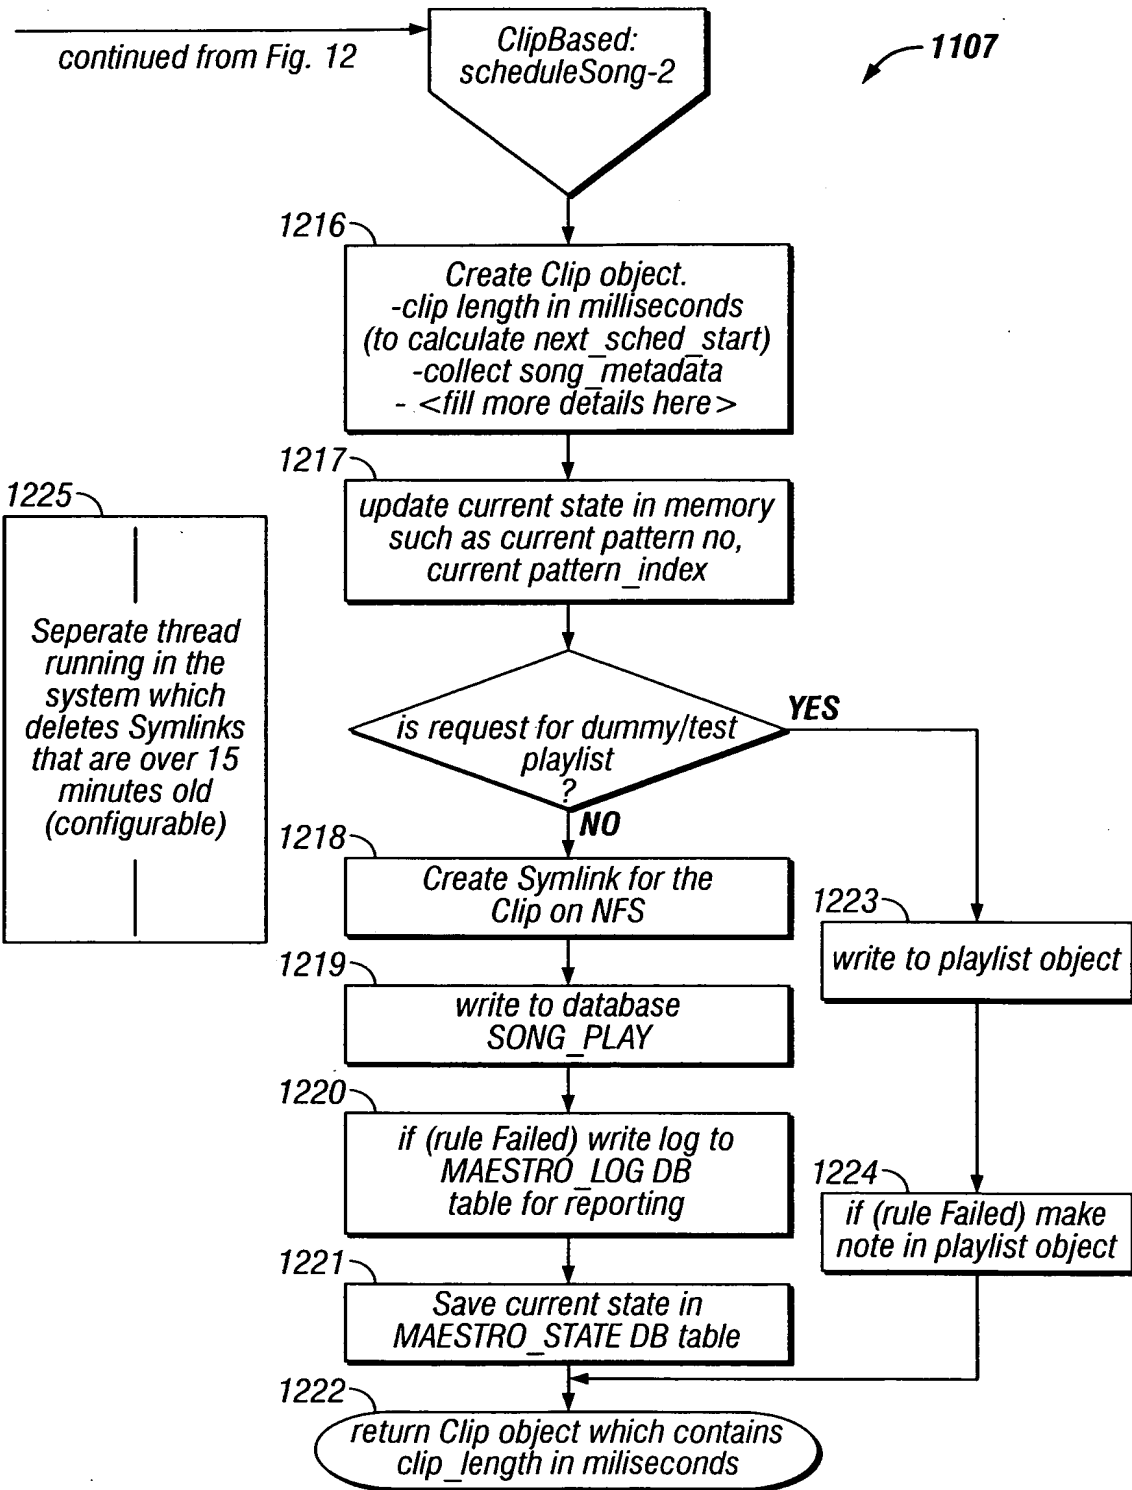 continued from Fig. 12
ClipBased:
scheduleSong-2
1107
1216
Create Clip object.
-clip length in milliseconds
(to calculate next_sched_start)
-collect song_metadata
- <fill more details here>
1217
update current state in memory
such as current pattern no,
current pattern_index
1225
Seperate thread
running in the
system which
deletes Symlinks
that are over 15
minutes old
(configurable)
is request for dummy/test
playlist
?
YES
NO
1218
Create Symlink for the
Clip on NFS
1219
write to database
SONG_PLAY
1220
if (rule Failed) write log to
MAESTRO_LOG DB
table for reporting
1221
Save current state in
MAESTRO_STATE DB table
1223
write to playlist object
1224
if (rule Failed) make
note in playlist object
1222
return Clip object which contains
clip_length in miliseconds